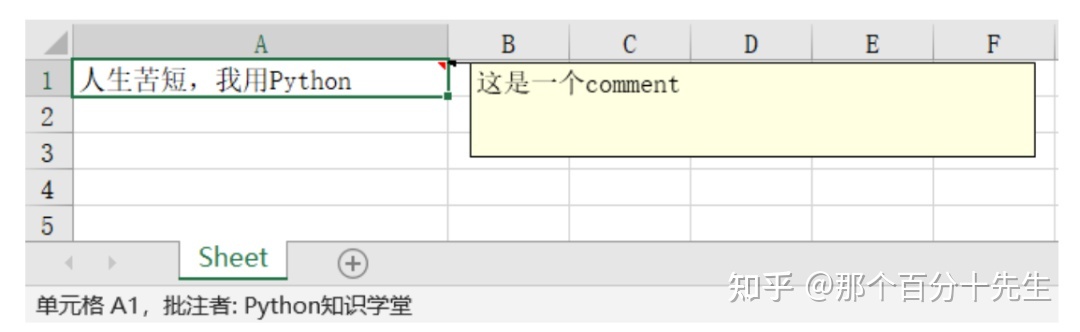 A B C D E F
1 人生苦短，我用Python 这是一个comment
2
3
4
5
Sheet
知乎 @那个百分十先生
单元格 A1，批注者: Python知识学堂